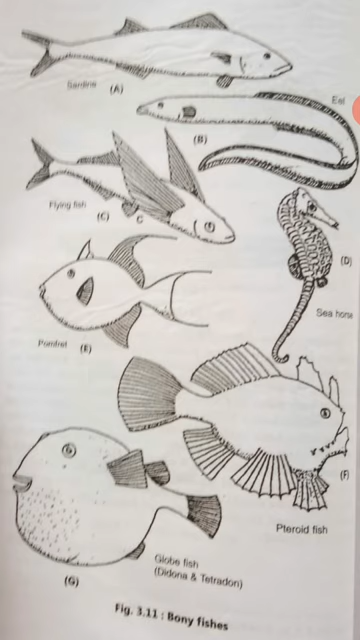 Sardine (A)
Eel
(B)
Flying fish
(C) C
(D)
Sea horse
Pomfret (E)
(F)
Pteroid fish
Globe fish
(Didona & Tetradon)
(G)
Fig. 3.11 : Bony fishes